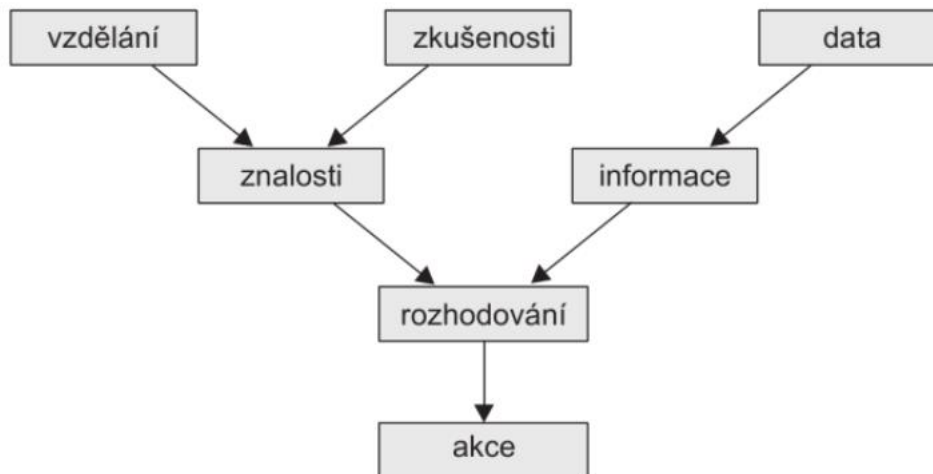 vzdělání
zkušenosti
data
znalosti
informace
rozhodování
akce